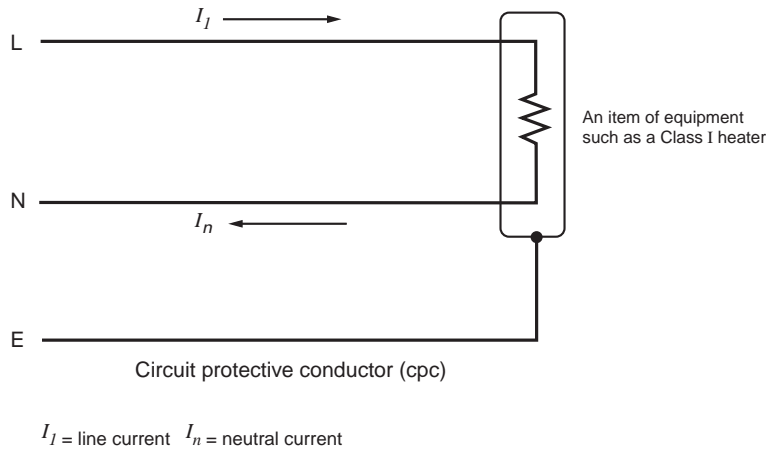 I1
L
An item of equipment
such as a Class I heater
N
In
E
Circuit protective conductor (cpc)
I1 = line current In = neutral current